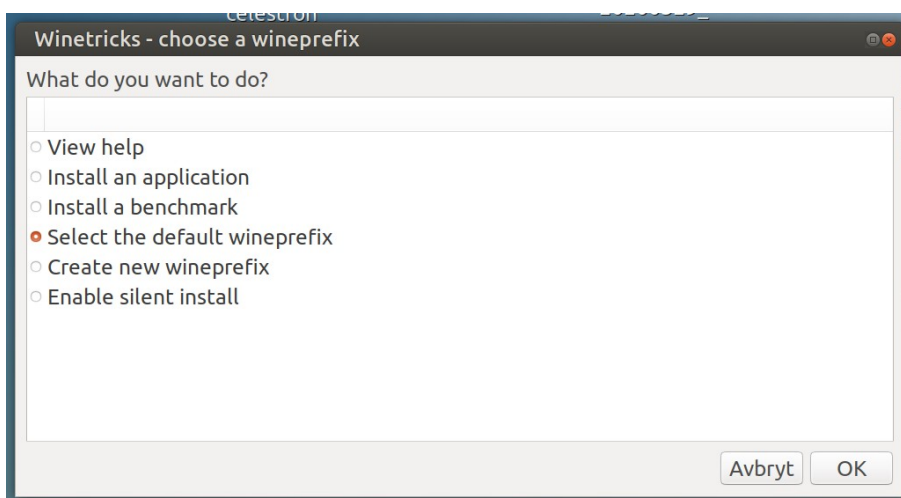 celestron
Winetricks - choose a wineprefix
What do you want to do?
View help
Install an application
Install a benchmark
Select the default wineprefix
Create new wineprefix
Enable silent install
Avbryt
OK